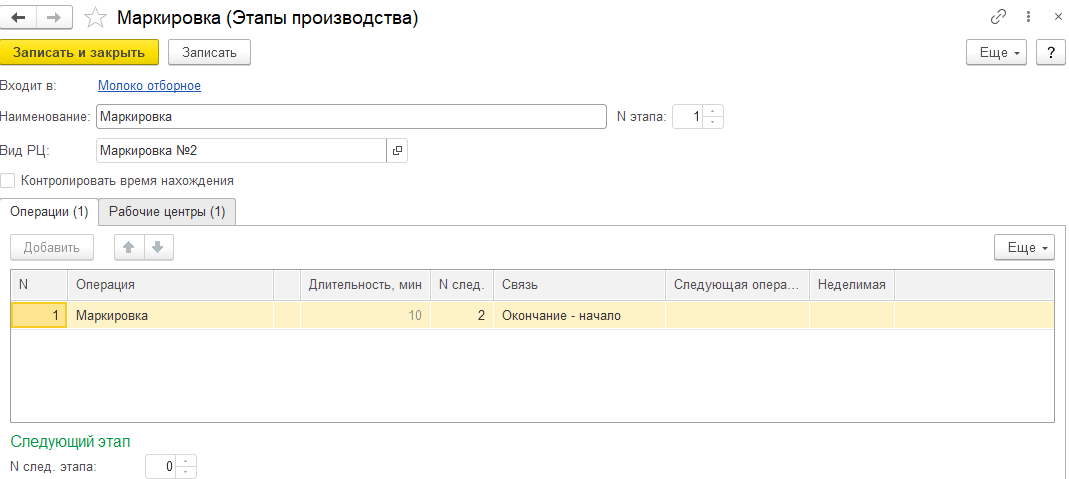 Маркировка (Этапы производства)
Записать и закрыть Записать Еще ?
Входит в: Молоко отборное
Наименование: Маркировка N этапа: 1
Вид РЦ: Маркировка №2
Контролировать время нахождения
Операции (1) Рабочие центры (1)
Добавить Еще
N Операция Длительность, мин N след. Связь Следующая опера... Неделимая
1 Маркировка 10 2 Окончание - начало
Следующий этап
N след. этапа: 0